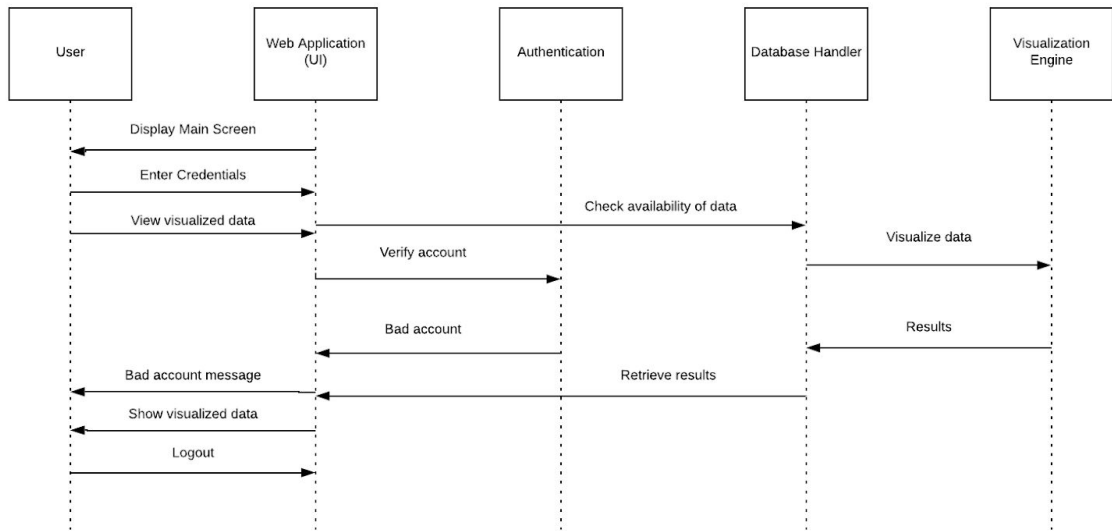 User
Web Application
(UI)
Authentication
Database Handler
Visualization
Engine
Display Main Screen
Enter Credentials
View visualized data
Check availability of data
Visualize data
Verify account
Bad account
Results
Bad account message
Retrieve results
Show visualized data
Logout